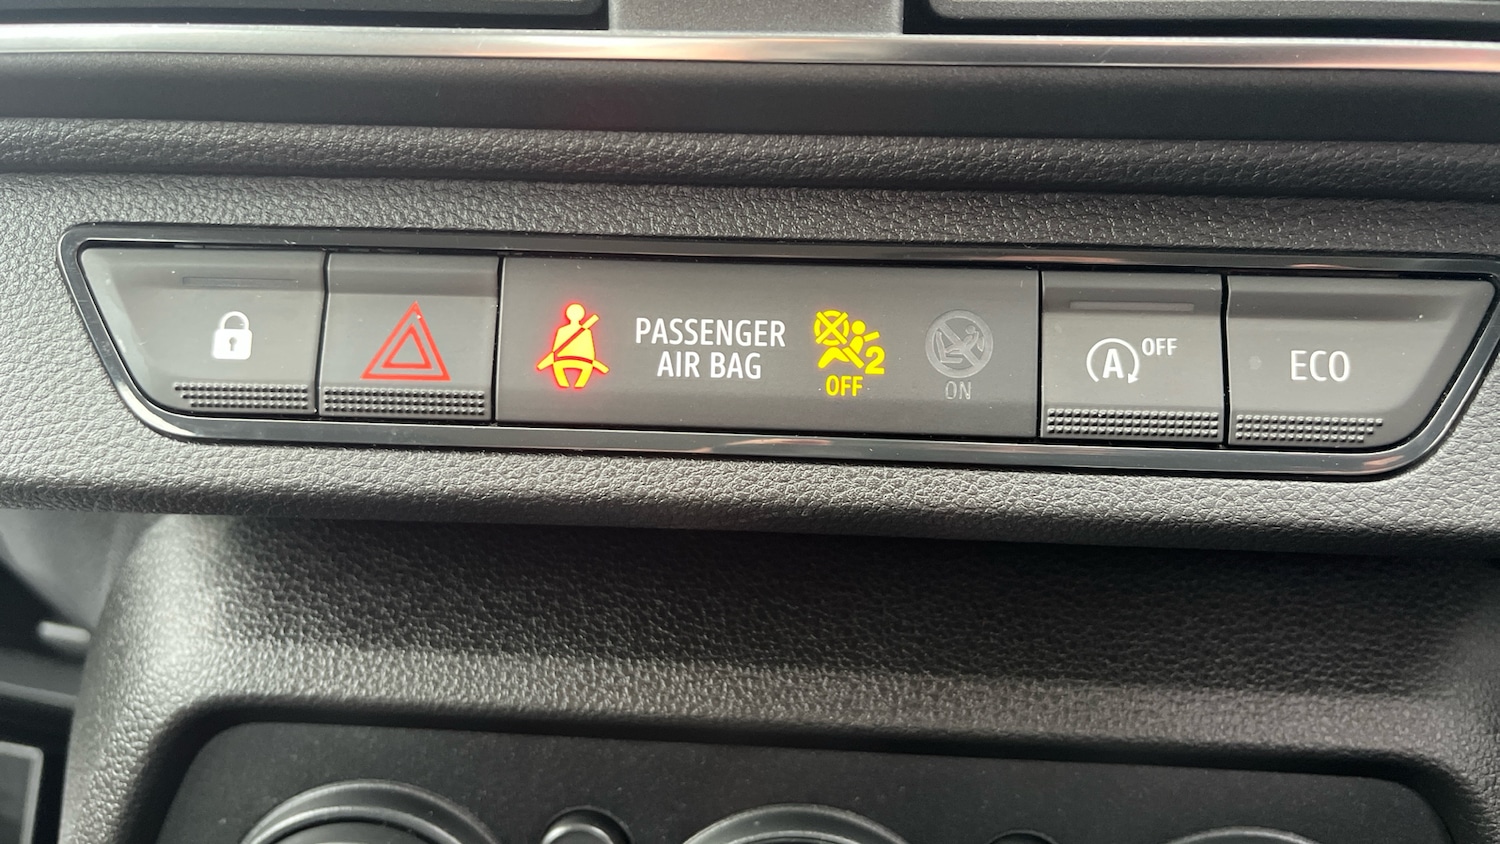 PASSENGER
AIR BAG
2
OFF
ON
A OFF
ECO